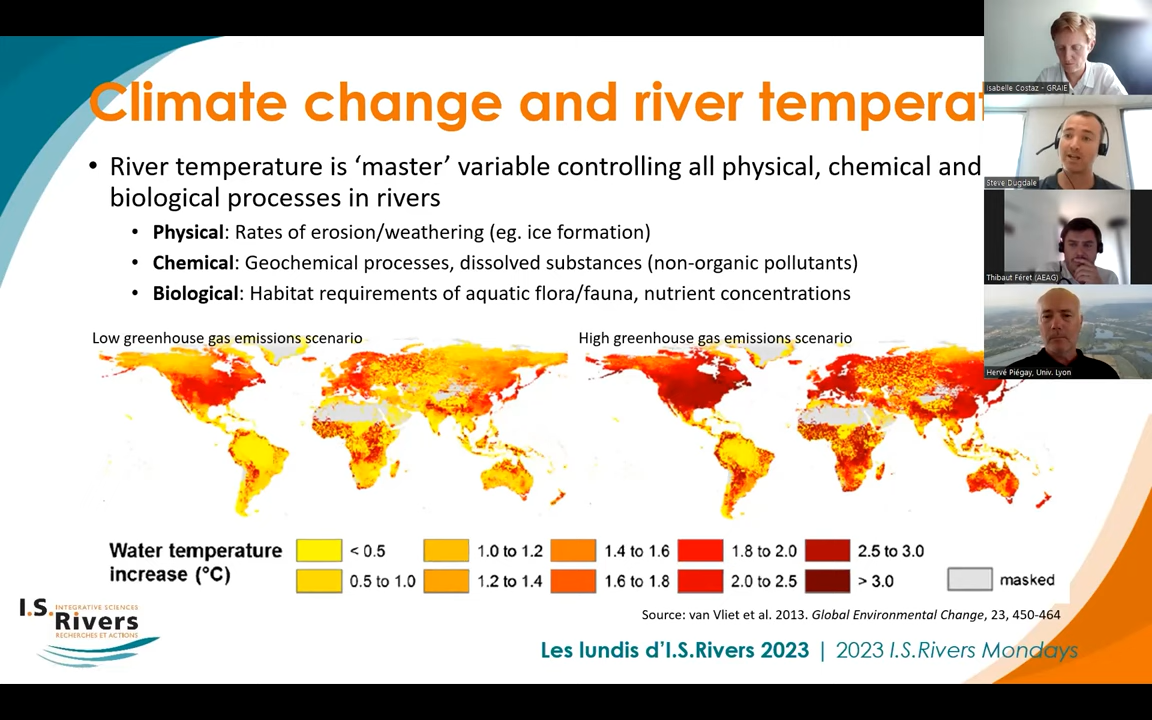 Climate change and river temperat
• River temperature is ‘master’ variable controlling all physical, chemical and
biological processes in rivers
• Physical: Rates of erosion/weathering (eg. ice formation)
• Chemical: Geochemical processes, dissolved substances (non-organic pollutants)
• Biological: Habitat requirements of aquatic flora/fauna, nutrient concentrations
Low greenhouse gas emissions scenario
High greenhouse gas emissions scenario
Water temperature
increase (°C)
< 0.5
1.0 to 1.2
1.4 to 1.6
1.8 to 2.0
2.5 to 3.0
0.5 to 1.0
1.2 to 1.4
1.6 to 1.8
2.0 to 2.5
> 3.0
masked
Source: van Vliet et al. 2013. Global Environmental Change, 23, 450-464
I.S. INTEGRATIVE SCIENCES
Rivers
RECHERCHES ET ACTIONS
Les lundis d’I.S.Rivers 2023 | 2023 I.S.Rivers Mondays
Isabelle Costaz - GRAIE
Steve Dugdale
Thibaut Féret (AEAG)
Hervé Piégay, Univ. Lyon